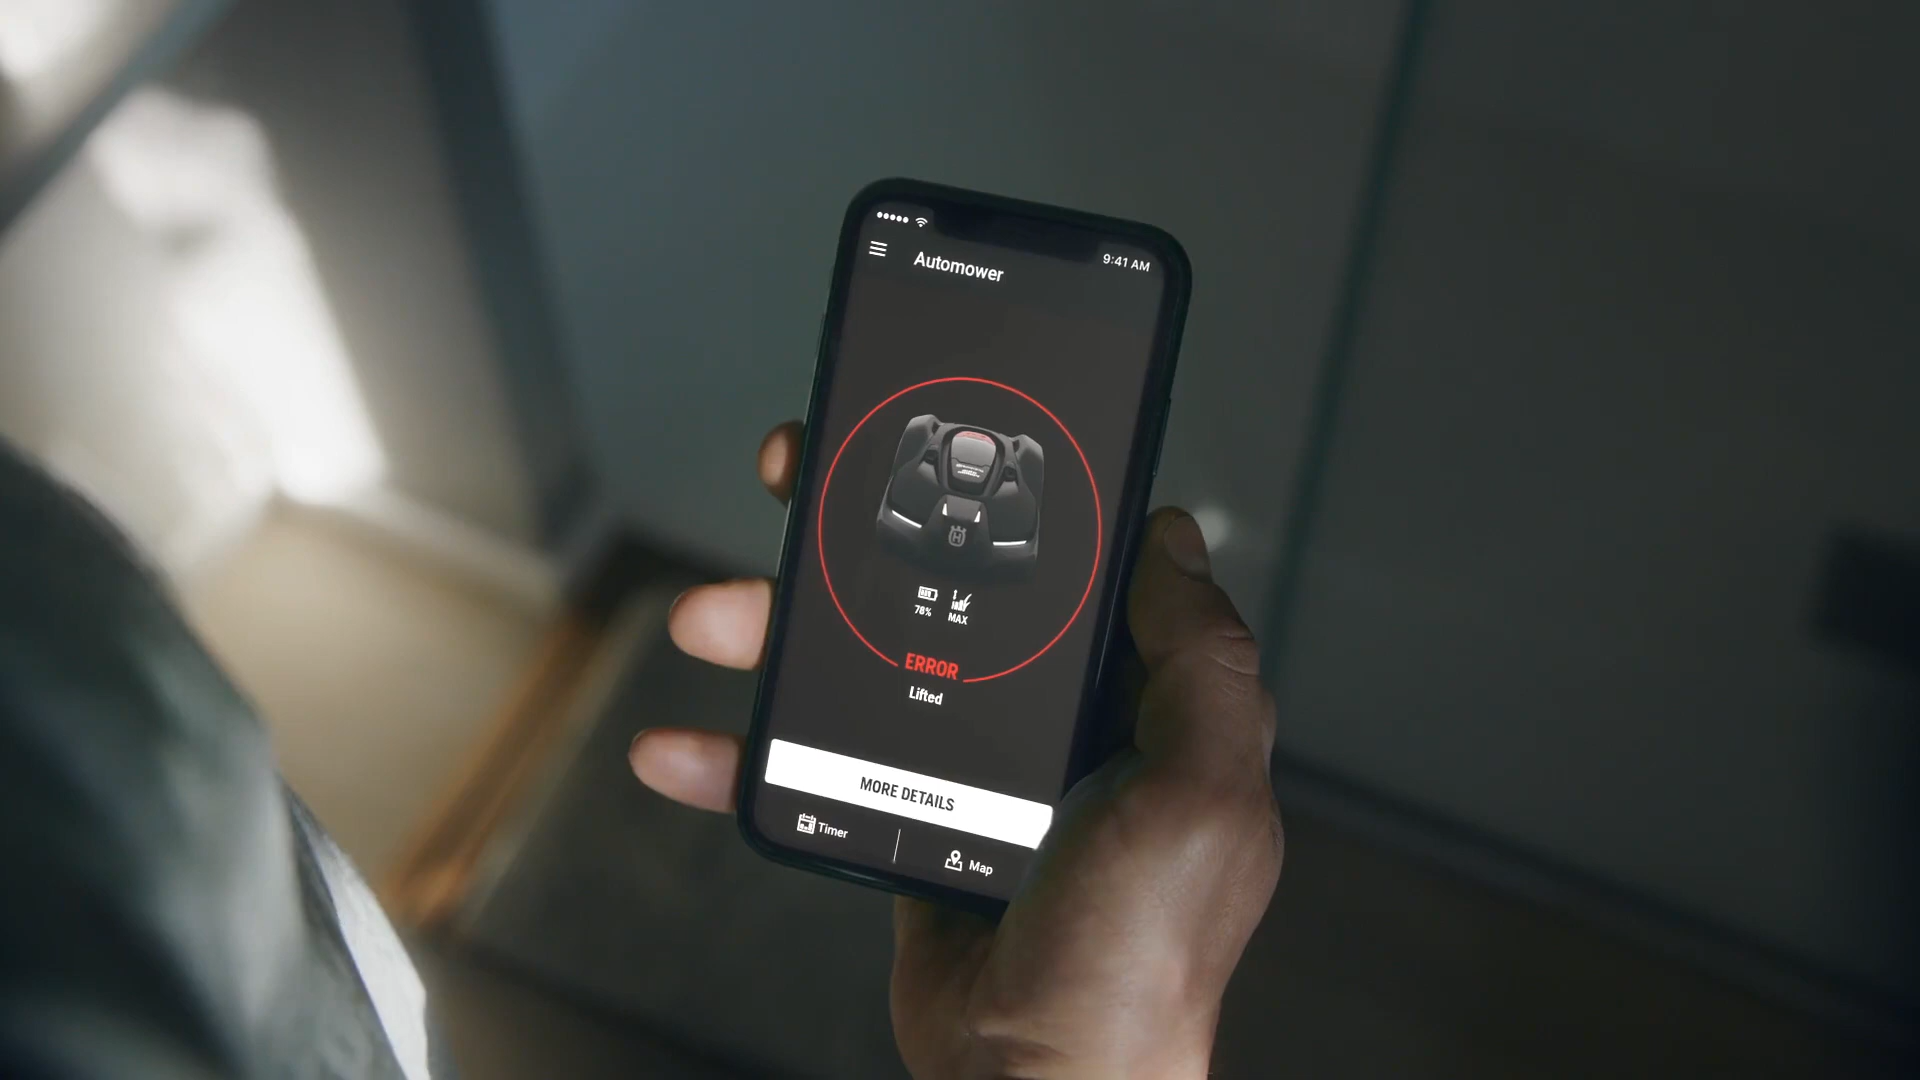 9:41 AM
Automower
78%
MAX
ERROR
Lifted
MORE DETAILS
Timer
Map